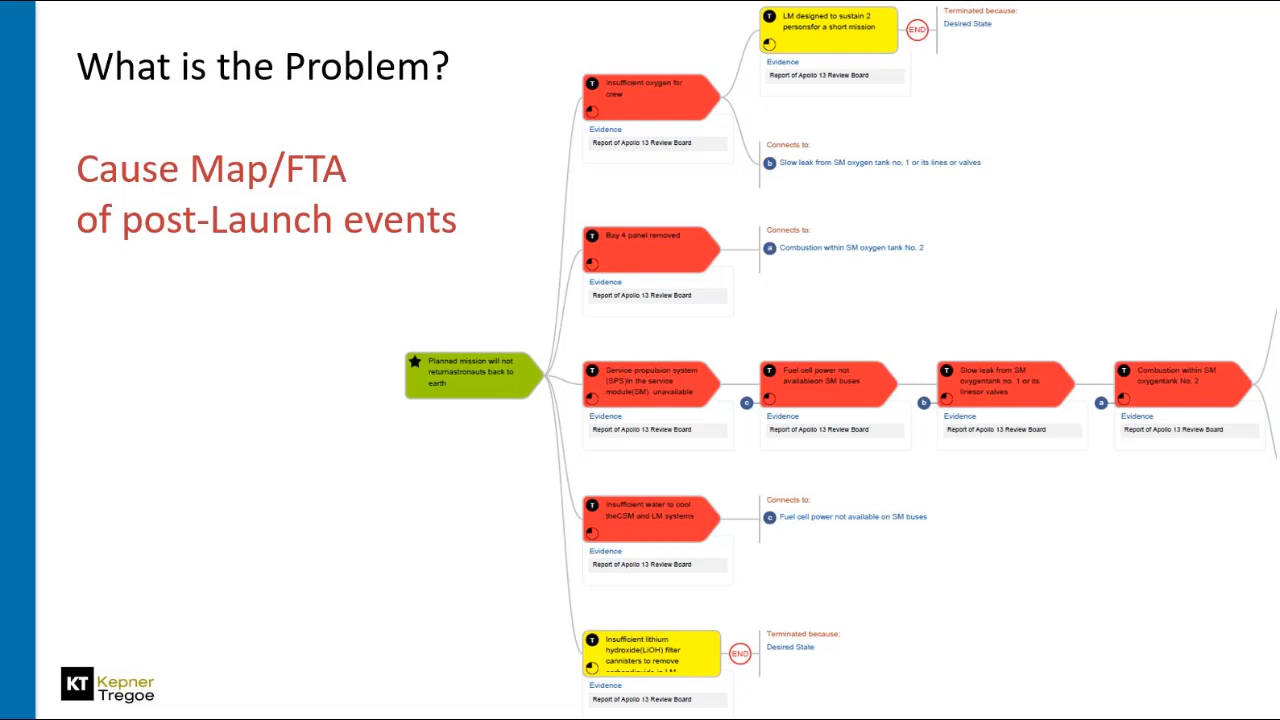 What is the Problem?
Cause Map/FTA
of post-Launch events
T
LM designed to sustain 2
personsfor a short mission
END
Terminated because:
Desired State
Evidence
Report of Apollo 13 Review Board
T
Insufficient oxygen for
crew
Evidence
Report of Apollo 13 Review Board
Connects to:
b
Slow leak from SM oxygen tank no. 1 or its lines or valves
T
Bay 4 panel removed
Evidence
Report of Apollo 13 Review Board
Connects to:
a
Combustion within SM oxygen tank No. 2
Planned mission will not
returnastronauts back to
earth
T
Service propulsion system
(SPS)in the service
module(SM) unavailable
Evidence
Report of Apollo 13 Review Board
c
T
Fuel cell power not
availableon SM buses
Evidence
Report of Apollo 13 Review Board
b
T
Slow leak from SM
oxygentank no. 1 or its
linesor valves
Evidence
Report of Apollo 13 Review Board
a
T
Combustion within SM
oxygentank No. 2
Evidence
Report of Apollo 13 Review Board
T
Insufficient water to cool
theCSM and LM systems
Evidence
Report of Apollo 13 Review Board
Connects to:
c
Fuel cell power not available on SM buses
T
Insufficient lithium
hydroxide(LiOH) filter
cannisters to remove
END
Terminated because:
Desired State
Evidence
Report of Apollo 13 Review Board
KT Kepner
Tregoe